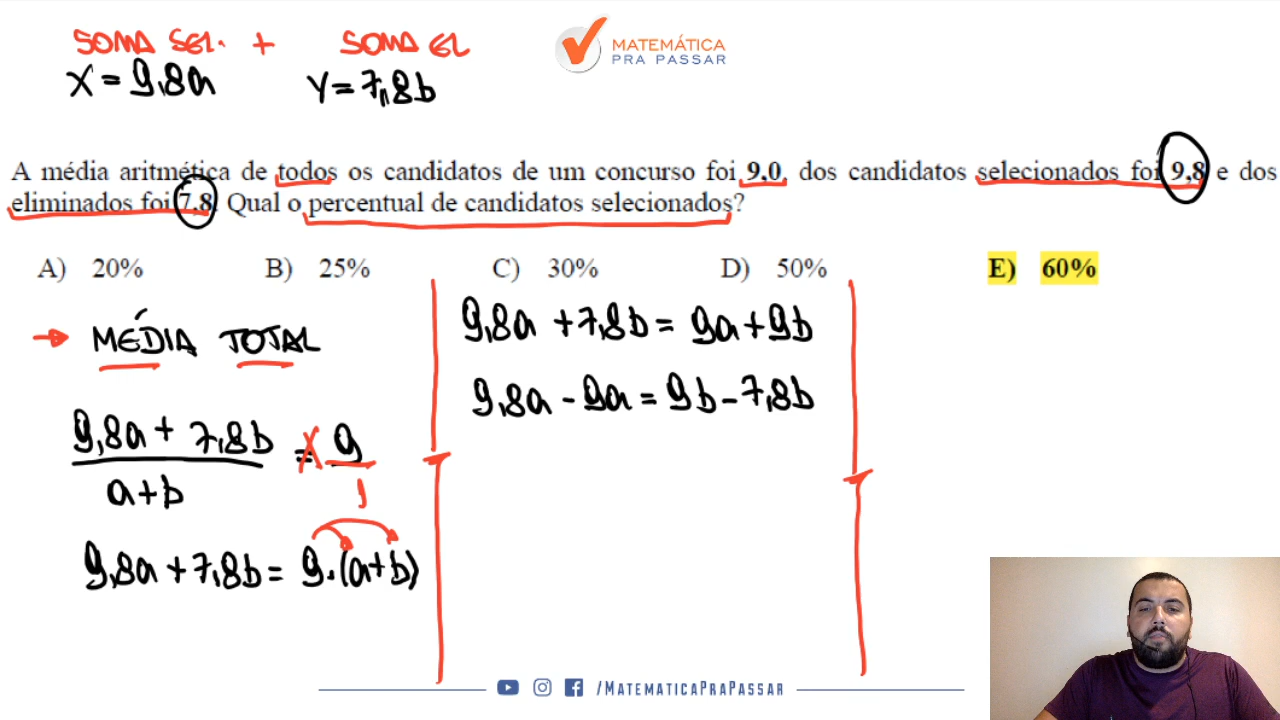 SOMA SEL. + SOMA EL
X = 9,8a Y = 7,8b
MATEMÁTICA
PRA PASSAR
A média aritmética de todos os candidatos de um concurso foi 9,0, dos candidatos selecionados foi 9,8 e dos
eliminados foi 7,8. Qual o percentual de candidatos selecionados?
A) 20% B) 25% C) 30% D) 50% E) 60%
→ MÉDIA TOTAL
9,8a + 7,8b = 9
a+b 1
9,8a + 7,8b = 9.(a+b)
9,8a + 7,8b = 9a + 9b
9,8a - 9a = 9b - 7,8b
/MATEMATICAPRAPASSAR